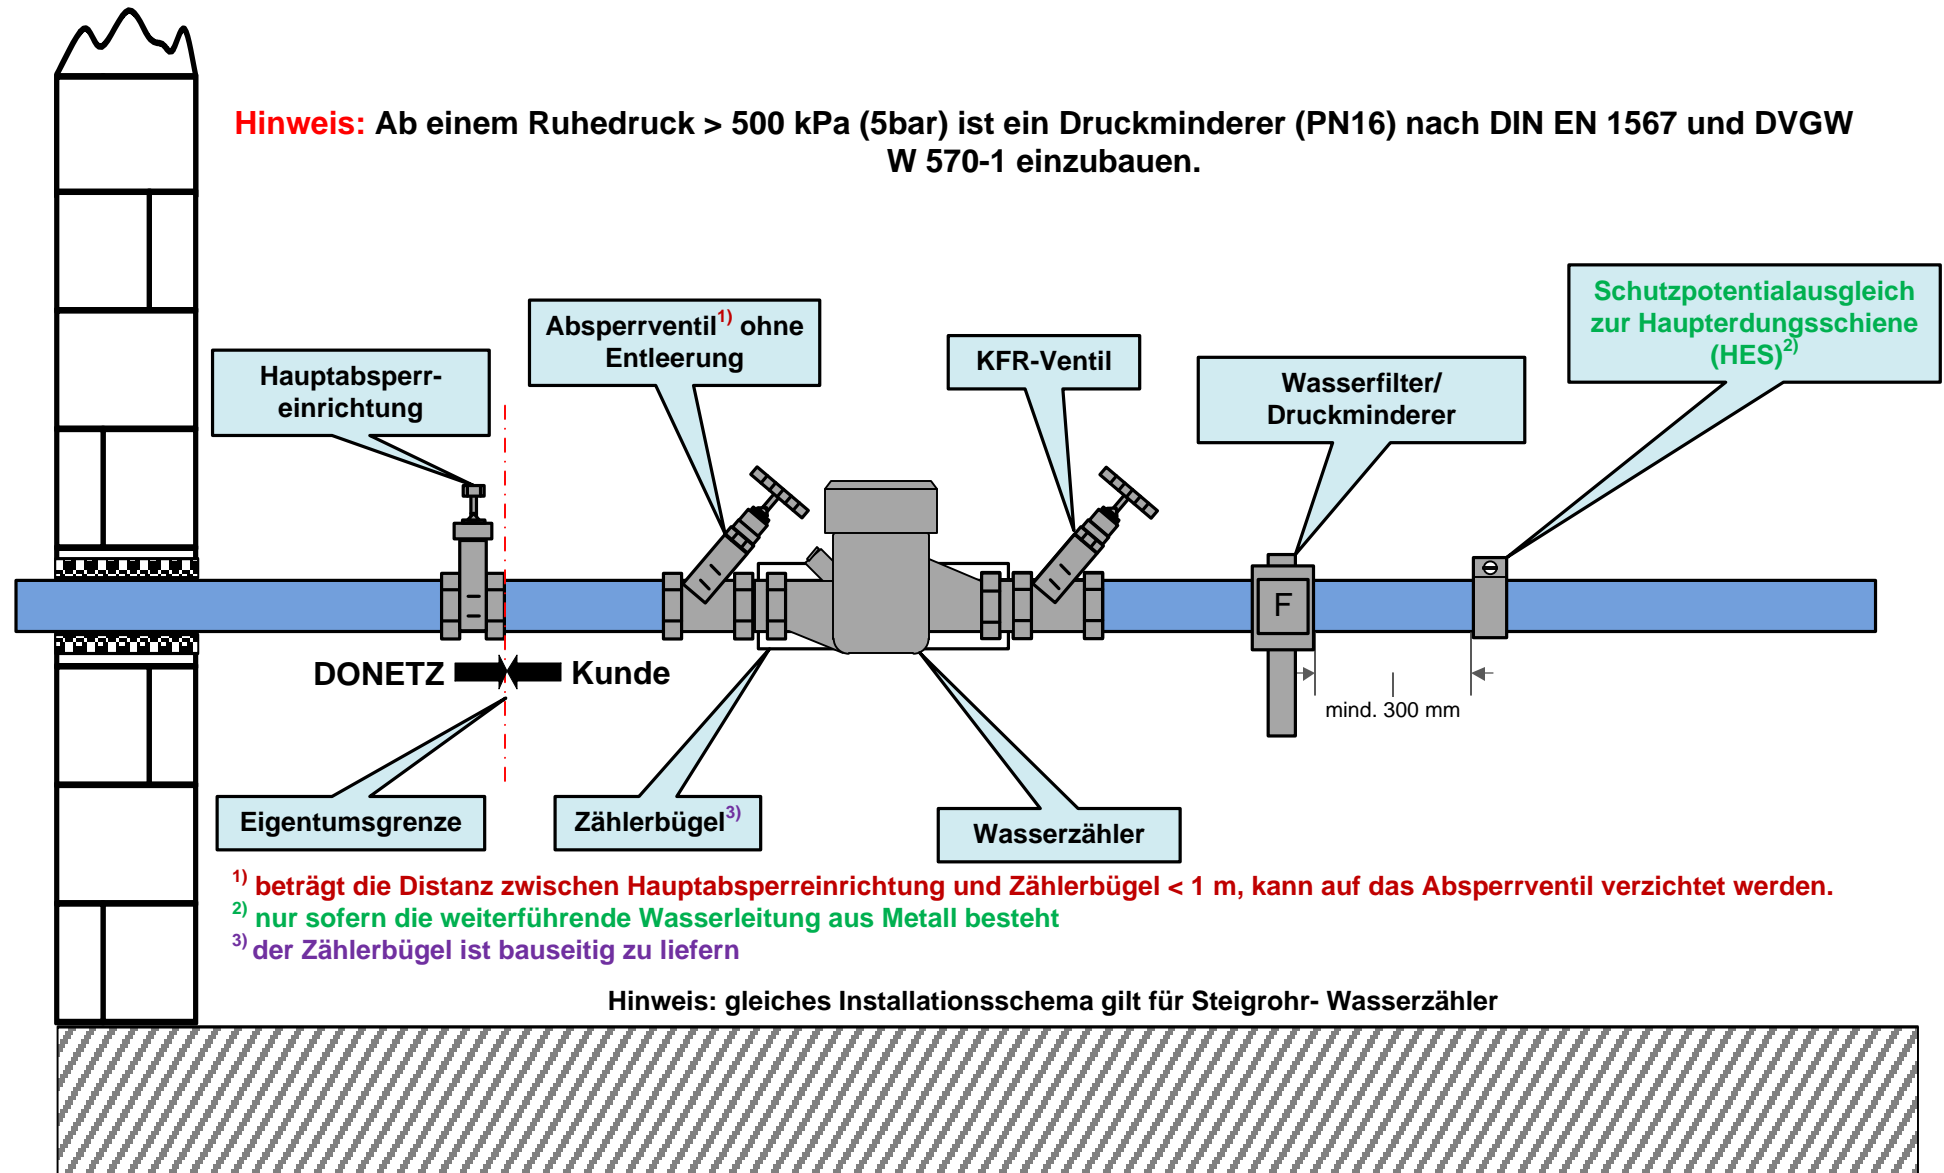 Hinweis: Ab einem Ruhedruck > 500 kPa (5bar) ist ein Druckminderer (PN16) nach DIN EN 1567 und DVGW
W 570-1 einzubauen.
Schutzpotentialausgleich
zur Haupterdungsschiene
(HES)2)
Absperrventil1) ohne
Entleerung
KFR-Ventil
Hauptabsperr-
einrichtung
Wasserfilter/
Druckminderer
F
DONETZ
Kunde
mind. 300 mm
Eigentumsgrenze
Zählerbügel3)
Wasserzähler
1) beträgt die Distanz zwischen Hauptabsperreinrichtung und Zählerbügel < 1 m, kann auf das Absperrventil verzichtet werden.
2) nur sofern die weiterführende Wasserleitung aus Metall besteht
3) der Zählerbügel ist bauseitig zu liefern
Hinweis: gleiches Installationsschema gilt für Steigrohr- Wasserzähler